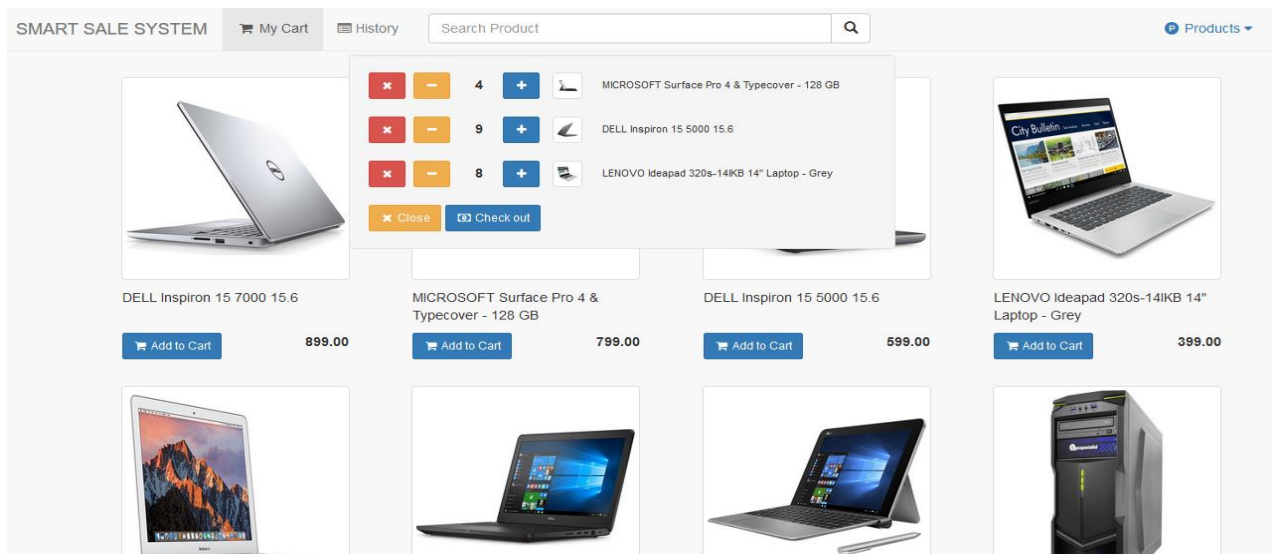 SMART SALE SYSTEM My Cart History Search Product P Products
4 MICROSOFT Surface Pro 4 & Typecover - 128 GB
9 DELL Inspiron 15 5000 15.6
8 LENOVO Ideapad 320s-14IKB 14" Laptop - Grey
Close Check out
City Bulletin
DELL Inspiron 15 7000 15.6
MICROSOFT Surface Pro 4 &
Typecover - 128 GB
DELL Inspiron 15 5000 15.6
LENOVO Ideapad 320s-14IKB 14"
Laptop - Grey
Add to Cart 899.00
Add to Cart 799.00
Add to Cart 599.00
Add to Cart 399.00